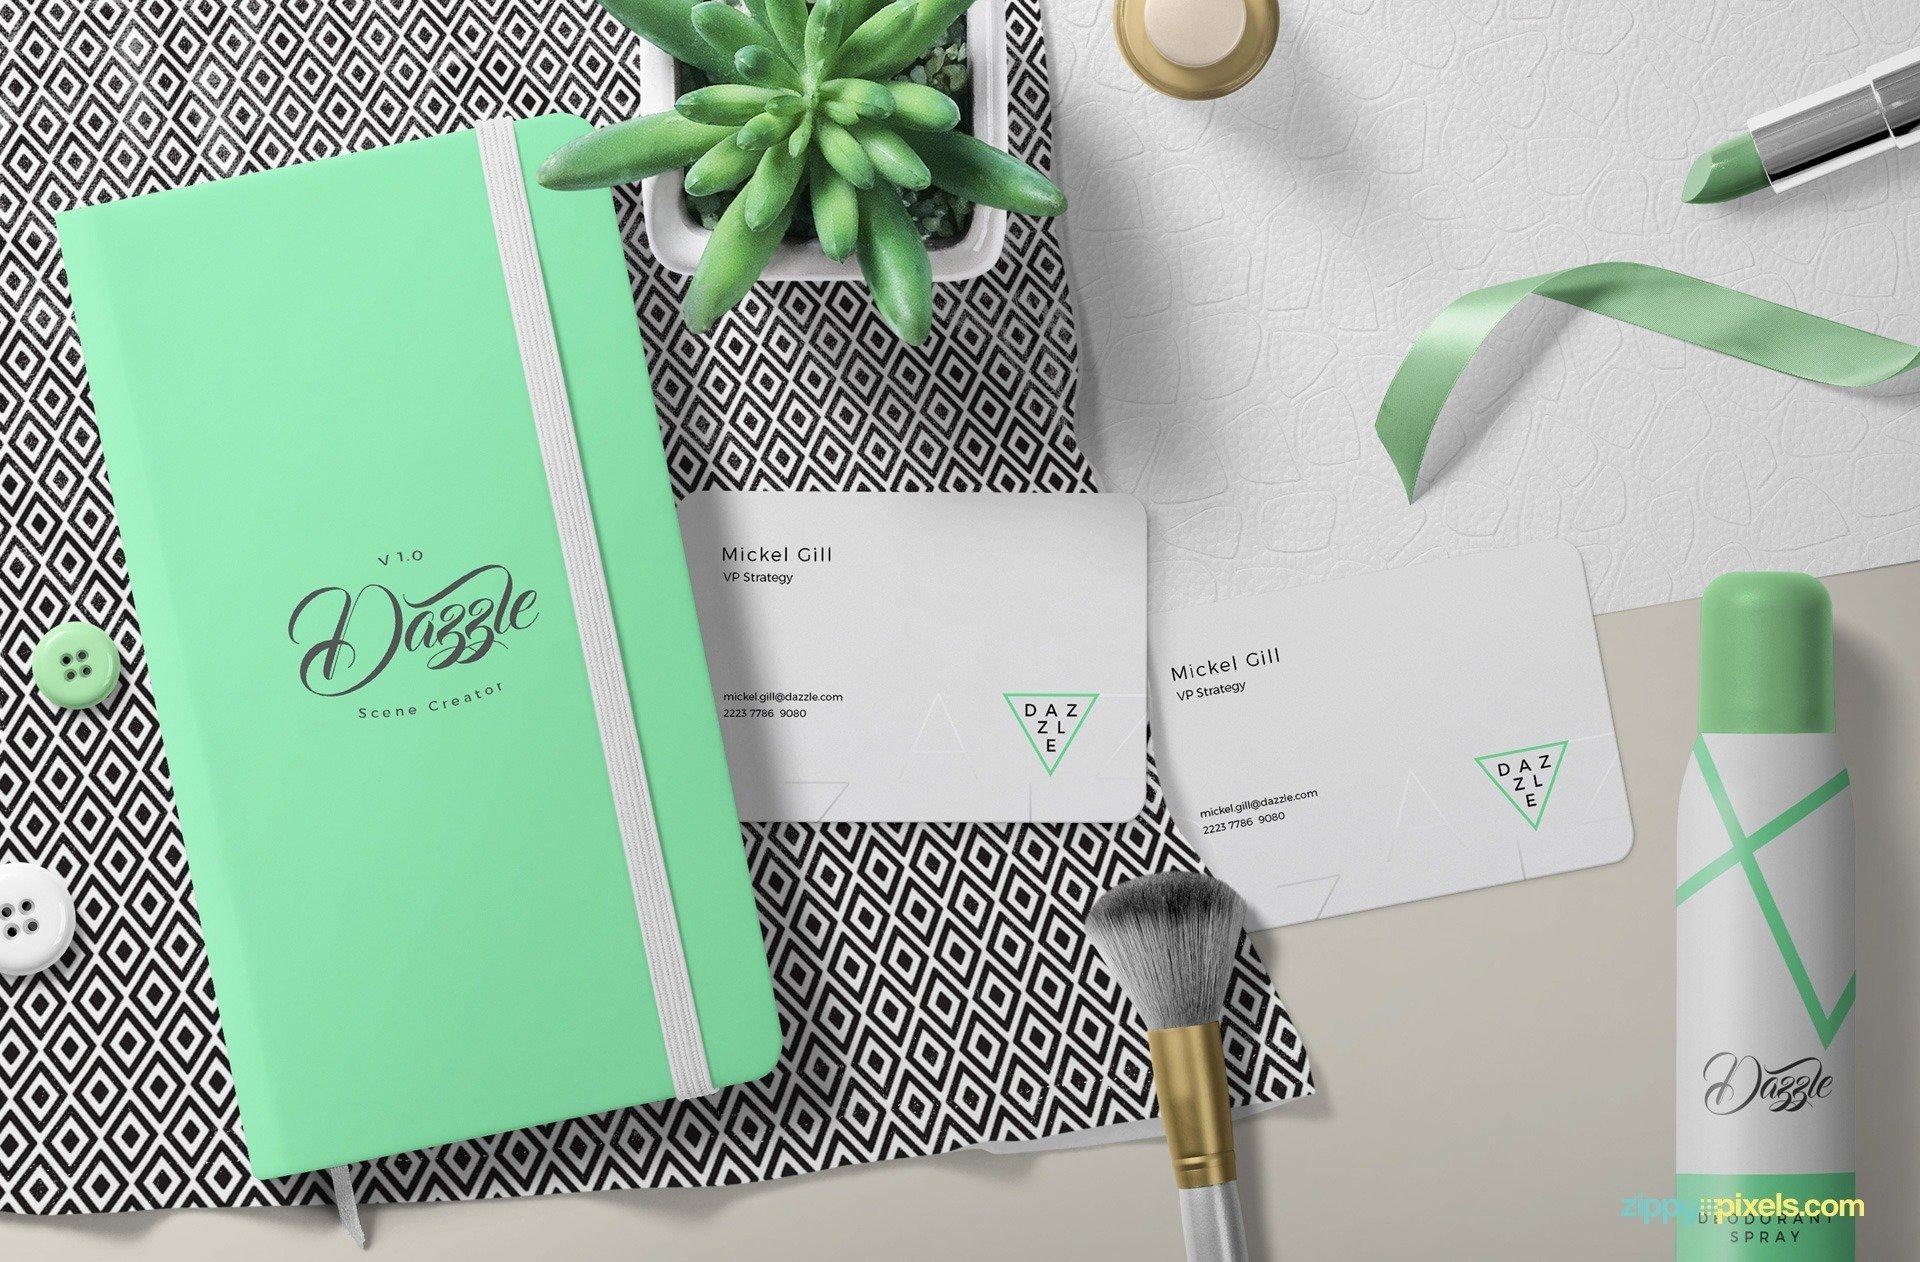 V 1.0
Dazzle
Scene Creator
Mickel Gill
VP Strategy
mickel.gill@dazzle.com
2223 7786 9080
DAZ
ZL
E
Mickel Gill
VP Strategy
mickel.gill@dazzle.com
2223 7786 9080
DAZ
ZL
E
Dazzle
zippypixels.com
DEODORANT
SPRAY